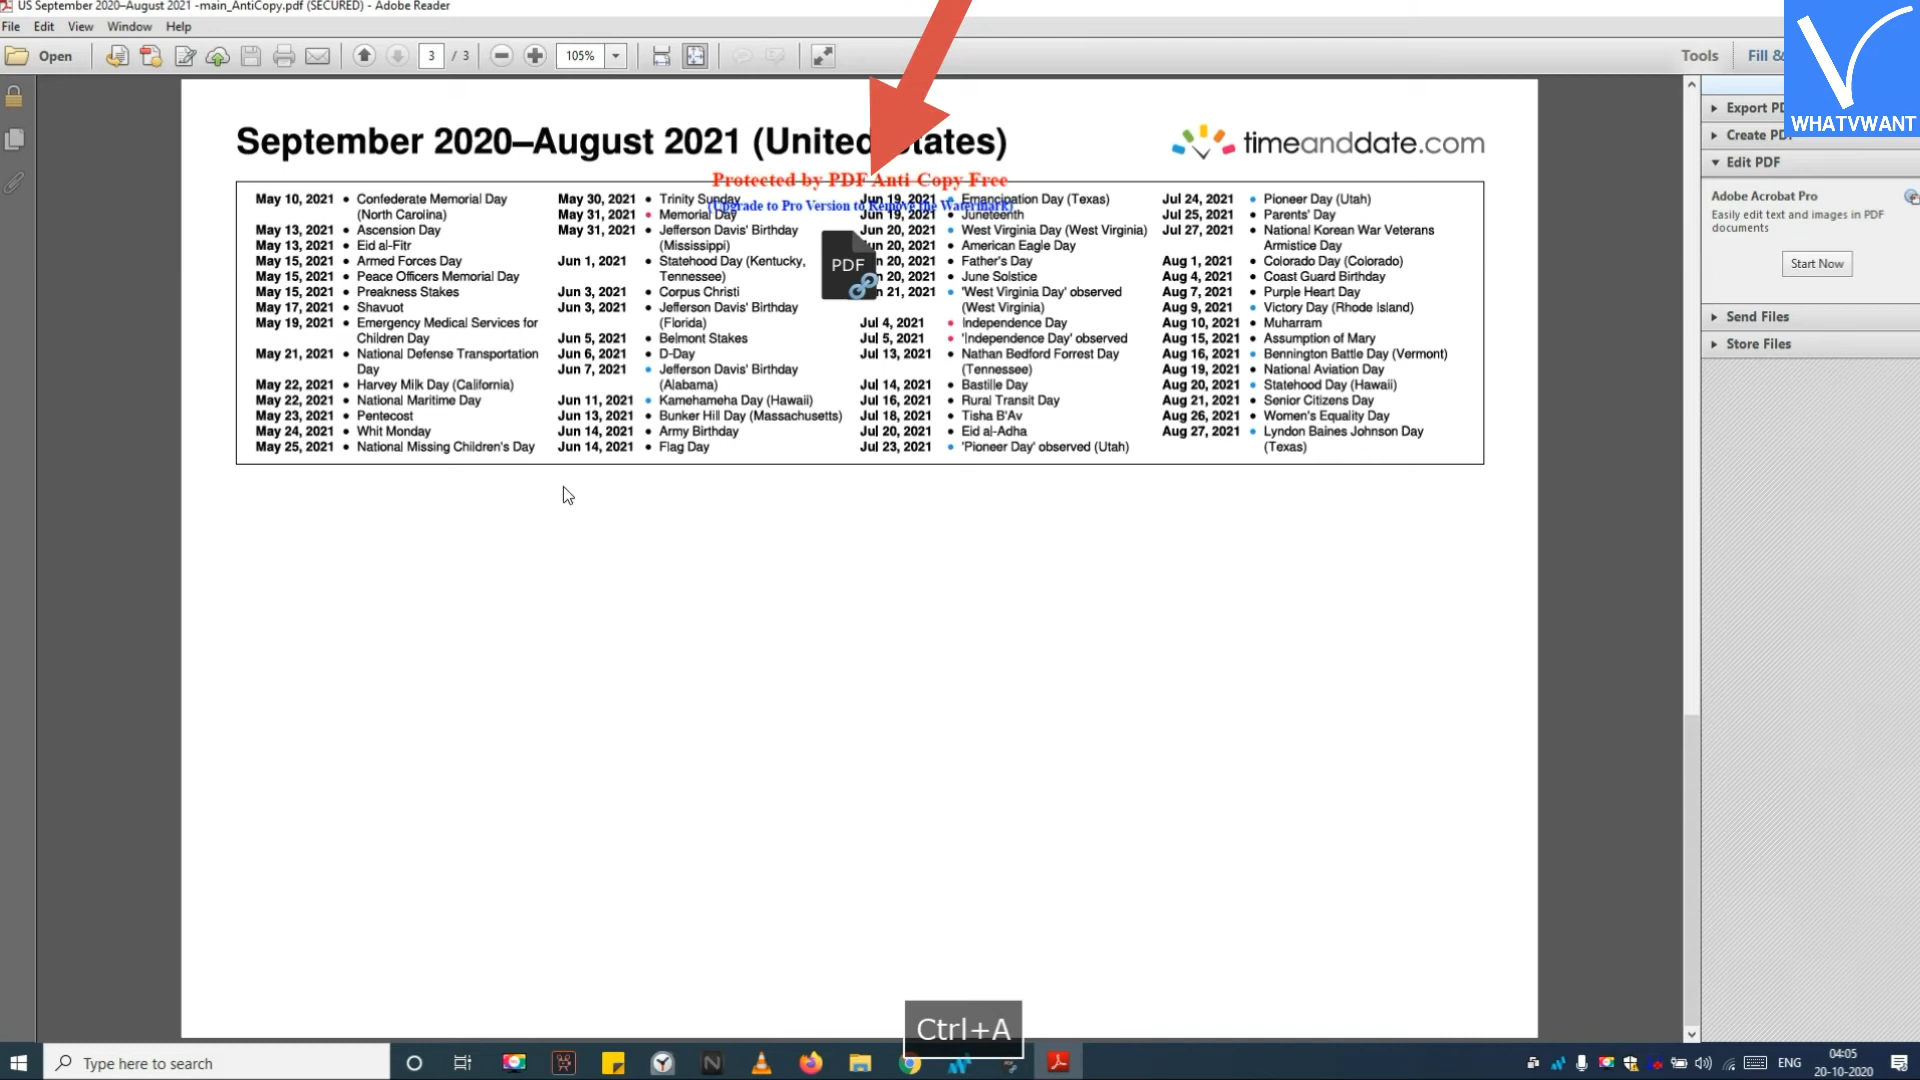 US September 2020–August 2021 -main_AntiCopy.pdf (SECURED) - Adobe Reader
File Edit View Window Help
Open 3 / 3 105% Tools Fill &
WHATVWANT
Export PD
Create PD
Edit PDF
Adobe Acrobat Pro
Easily edit text and images in PDF
documents
Start Now
Send Files
Store Files
September 2020–August 2021 (United States)
timeanddate.com
Protected by PDF Anti-Copy Free
(Upgrade to Pro Version to Remove the Watermark)
PDF
May 10, 2021 • Confederate Memorial Day
(North Carolina)
May 13, 2021 • Ascension Day
May 13, 2021 • Eid al-Fitr
May 15, 2021 • Armed Forces Day
May 15, 2021 • Peace Officers Memorial Day
May 15, 2021 • Preakness Stakes
May 17, 2021 • Shavuot
May 19, 2021 • Emergency Medical Services for
Children Day
May 21, 2021 • National Defense Transportation
Day
May 22, 2021 • Harvey Milk Day (California)
May 22, 2021 • National Maritime Day
May 23, 2021 • Pentecost
May 24, 2021 • Whit Monday
May 25, 2021 • National Missing Children's Day
May 30, 2021 • Trinity Sunday
May 31, 2021 • Memorial Day
May 31, 2021 • Jefferson Davis' Birthday
(Mississippi)
Jun 1, 2021 • Statehood Day (Kentucky,
Tennessee)
Jun 3, 2021 • Corpus Christi
Jun 3, 2021 • Jefferson Davis' Birthday
(Florida)
Jun 5, 2021 • Belmont Stakes
Jun 6, 2021 • D-Day
Jun 7, 2021 • Jefferson Davis' Birthday
(Alabama)
Jun 11, 2021 • Kamehameha Day (Hawaii)
Jun 13, 2021 • Bunker Hill Day (Massachusetts)
Jun 14, 2021 • Army Birthday
Jun 14, 2021 • Flag Day
Jun 19, 2021 • Emancipation Day (Texas)
Jun 19, 2021 • Juneteenth
Jun 20, 2021 • West Virginia Day (West Virginia)
un 20, 2021 • American Eagle Day
n 20, 2021 • Father's Day
n 20, 2021 • June Solstice
n 21, 2021 • 'West Virginia Day' observed
(West Virginia)
Jul 4, 2021 • Independence Day
Jul 5, 2021 • 'Independence Day' observed
Jul 13, 2021 • Nathan Bedford Forrest Day
(Tennessee)
Jul 14, 2021 • Bastille Day
Jul 16, 2021 • Rural Transit Day
Jul 18, 2021 • Tisha B'Av
Jul 20, 2021 • Eid al-Adha
Jul 23, 2021 • 'Pioneer Day' observed (Utah)
Jul 24, 2021 • Pioneer Day (Utah)
Jul 25, 2021 • Parents' Day
Jul 27, 2021 • National Korean War Veterans
Armistice Day
Aug 1, 2021 • Colorado Day (Colorado)
Aug 4, 2021 • Coast Guard Birthday
Aug 7, 2021 • Purple Heart Day
Aug 9, 2021 • Victory Day (Rhode Island)
Aug 10, 2021 • Muharram
Aug 15, 2021 • Assumption of Mary
Aug 16, 2021 • Bennington Battle Day (Vermont)
Aug 19, 2021 • National Aviation Day
Aug 20, 2021 • Statehood Day (Hawaii)
Aug 21, 2021 • Senior Citizens Day
Aug 26, 2021 • Women's Equality Day
Aug 27, 2021 • Lyndon Baines Johnson Day
(Texas)
Ctrl+A
Type here to search
ENG
04:05
20-10-2020